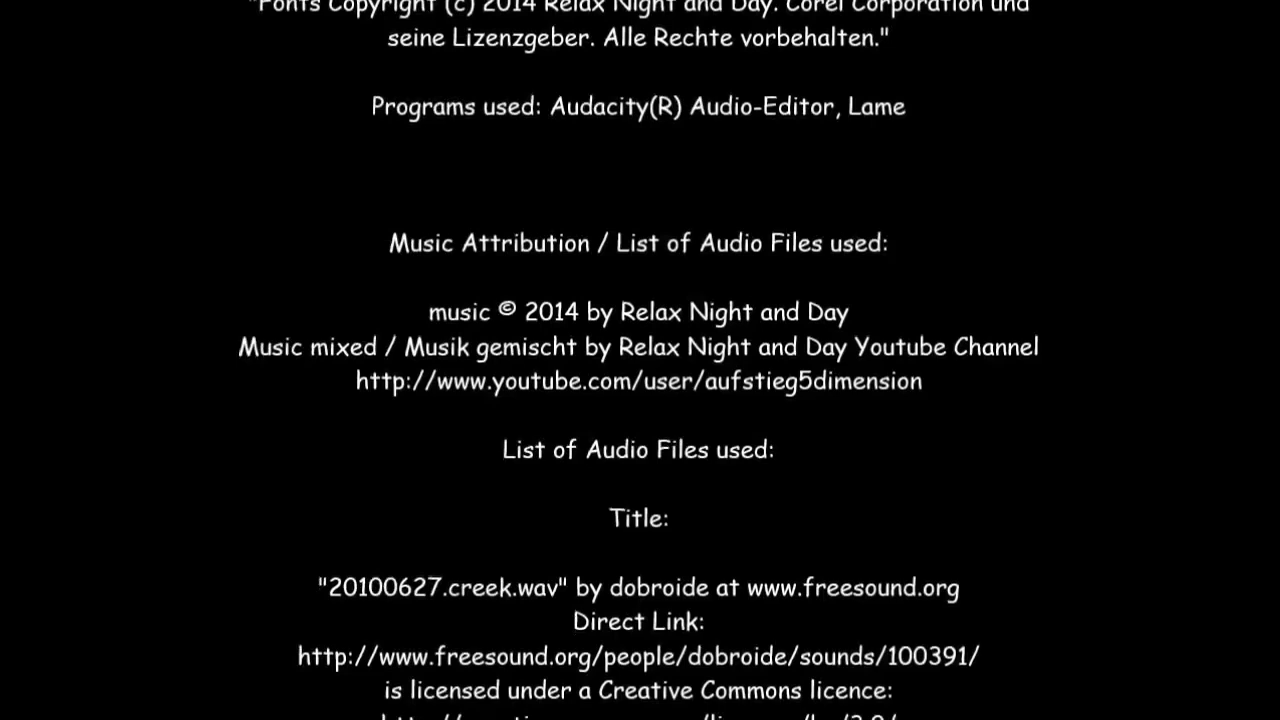 "Fonts Copyright (c) 2014 Relax Night and Day. Corel Corporation und
seine Lizenzgeber. Alle Rechte vorbehalten."
Programs used: Audacity(R) Audio-Editor, Lame
Music Attribution / List of Audio Files used:
music © 2014 by Relax Night and Day
Music mixed / Musik gemischt by Relax Night and Day Youtube Channel
http://www.youtube.com/user/aufstieg5dimension
List of Audio Files used:
Title:
"20100627.creek.wav" by dobroide at www.freesound.org
Direct Link:
http://www.freesound.org/people/dobroide/sounds/100391/
is licensed under a Creative Commons licence: